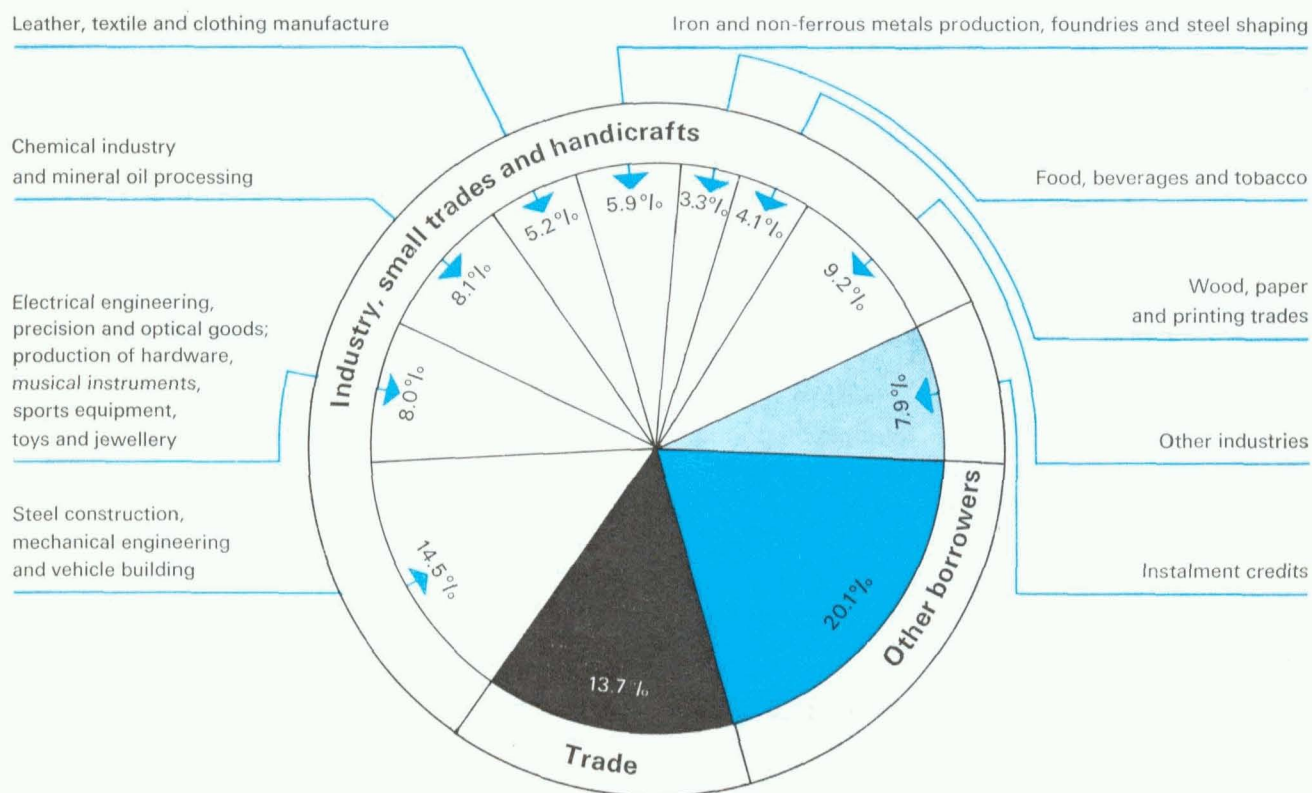 Leather, textile and clothing manufacture
Iron and non-ferrous metals production, foundries and steel shaping
Chemical industry
and mineral oil processing
Food, beverages and tobacco
Electrical engineering,
precision and optical goods;
production of hardware,
musical instruments,
sports equipment,
toys and jewellery
Wood, paper
and printing trades
Other industries
Steel construction,
mechanical engineering
and vehicle building
Instalment credits
Industry, small trades and handicrafts
Other borrowers
Trade
14.5%
8.0%
8.1%
5.2%
5.9%
3.3%
4.1%
9.2%
7.9%
20.1%
13.7%